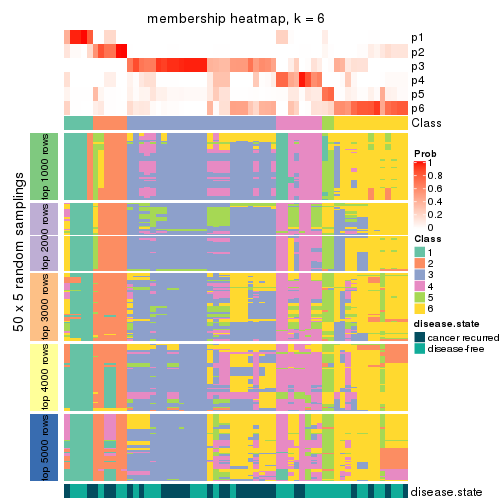 membership heatmap, k = 6
p1
p2
p3
p4
p5
p6
Class
50 x 5 random samplings
top 1000 rows
top 2000 rows
top 3000 rows
top 4000 rows
top 5000 rows
disease.state
Prob
1
0.8
0.6
0.4
0.2
0
Class
1
2
3
4
5
6
disease.state
cancer recurred
disease-free